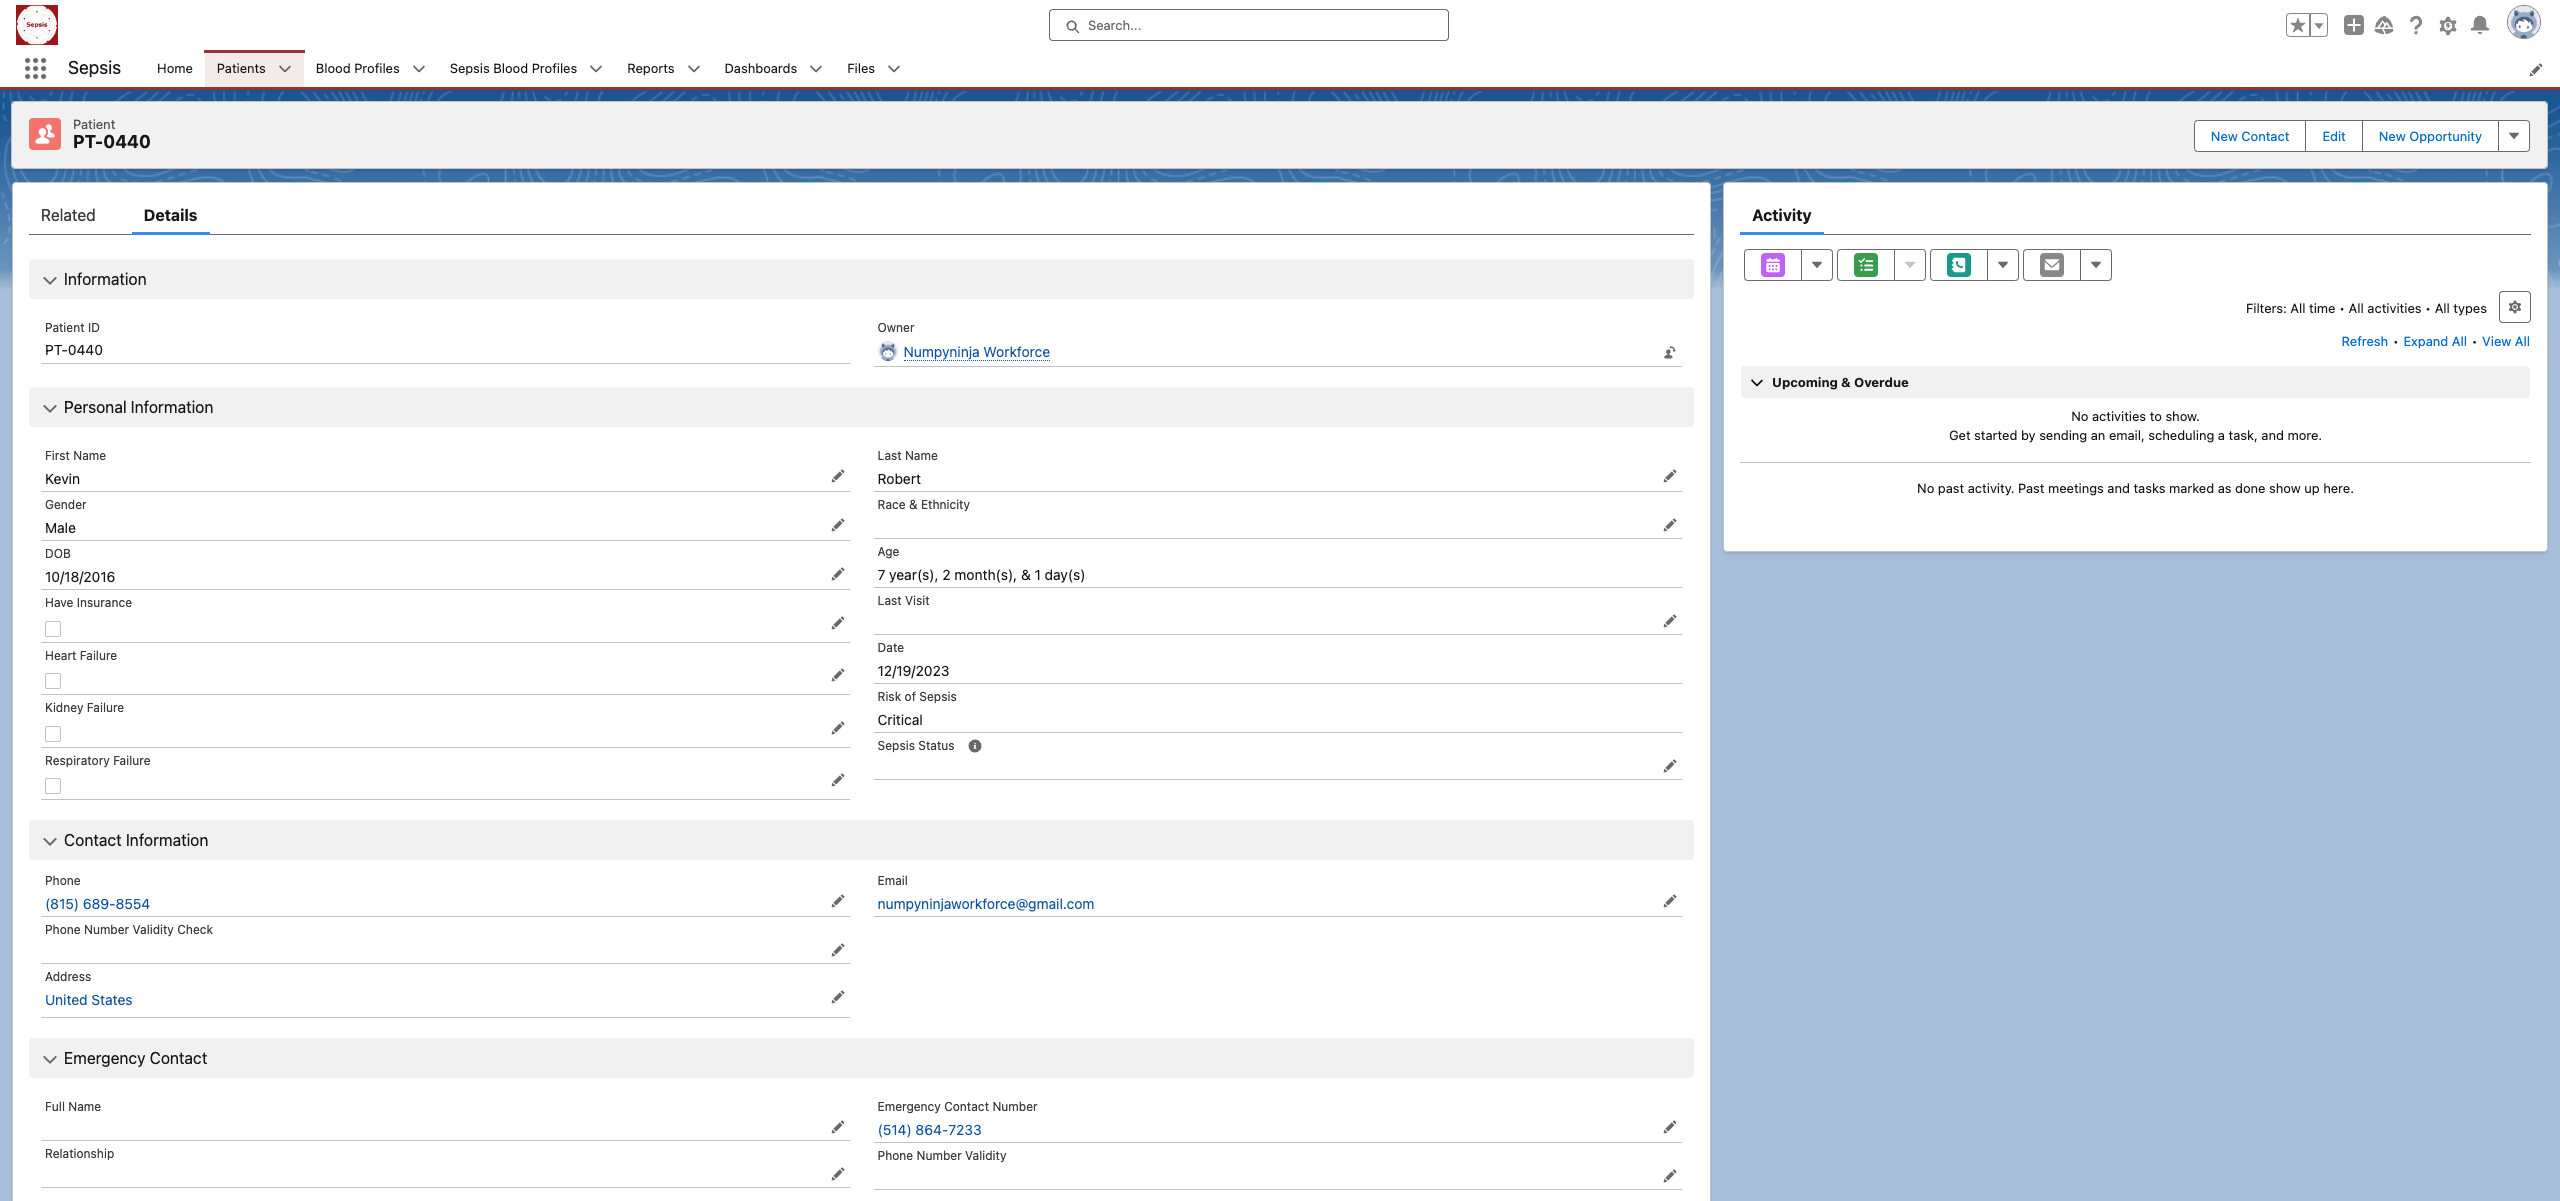 Sepsis
Search...
Sepsis
Home
Patients
Blood Profiles
Sepsis Blood Profiles
Reports
Dashboards
Files
Patient
PT-0440
New Contact
Edit
New Opportunity
Related
Details
Information
Patient ID
PT-0440
Owner
Numpyninja Workforce
Personal Information
First Name
Kevin
Last Name
Robert
Gender
Male
Race & Ethnicity
DOB
10/18/2016
Age
7 year(s), 2 month(s), & 1 day(s)
Have Insurance
Last Visit
Heart Failure
Date
12/19/2023
Kidney Failure
Risk of Sepsis
Critical
Respiratory Failure
Sepsis Status
Contact Information
Phone
(815) 689-8554
Email
numpyninjaworkforce@gmail.com
Phone Number Validity Check
Address
United States
Emergency Contact
Full Name
Emergency Contact Number
(514) 864-7233
Relationship
Phone Number Validity
Activity
Filters: All time • All activities • All types
Refresh • Expand All • View All
Upcoming & Overdue
No activities to show.
Get started by sending an email, scheduling a task, and more.
No past activity. Past meetings and tasks marked as done show up here.